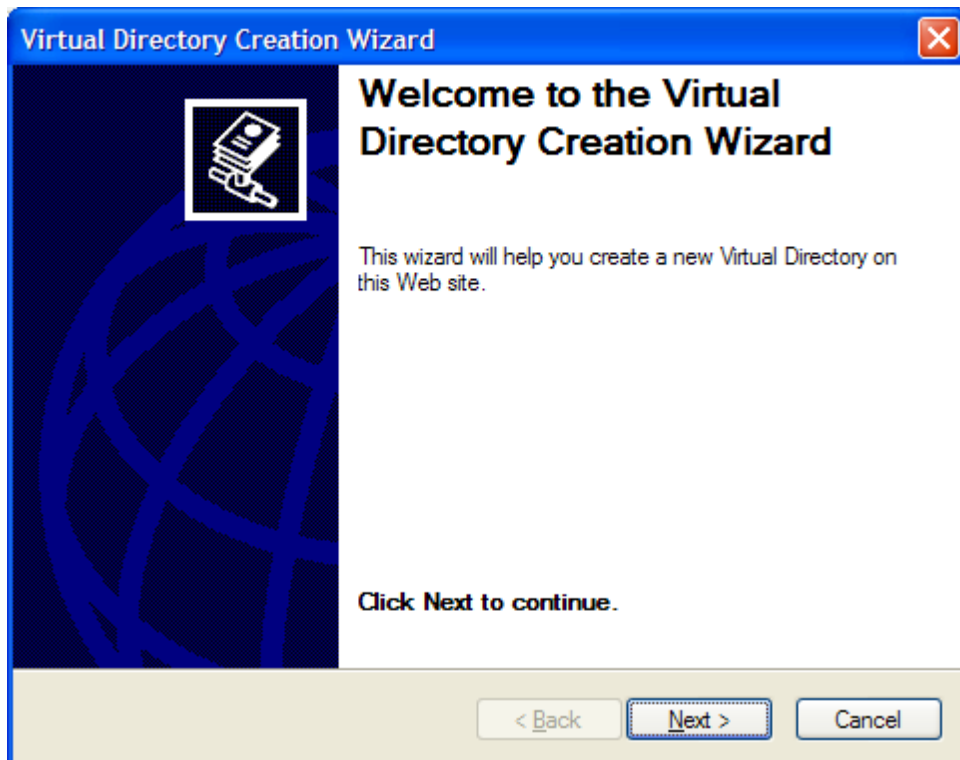 Virtual Directory Creation Wizard
Welcome to the Virtual
Directory Creation Wizard
This wizard will help you create a new Virtual Directory on
this Web site.
Click Next to continue.
< Back
Next >
Cancel